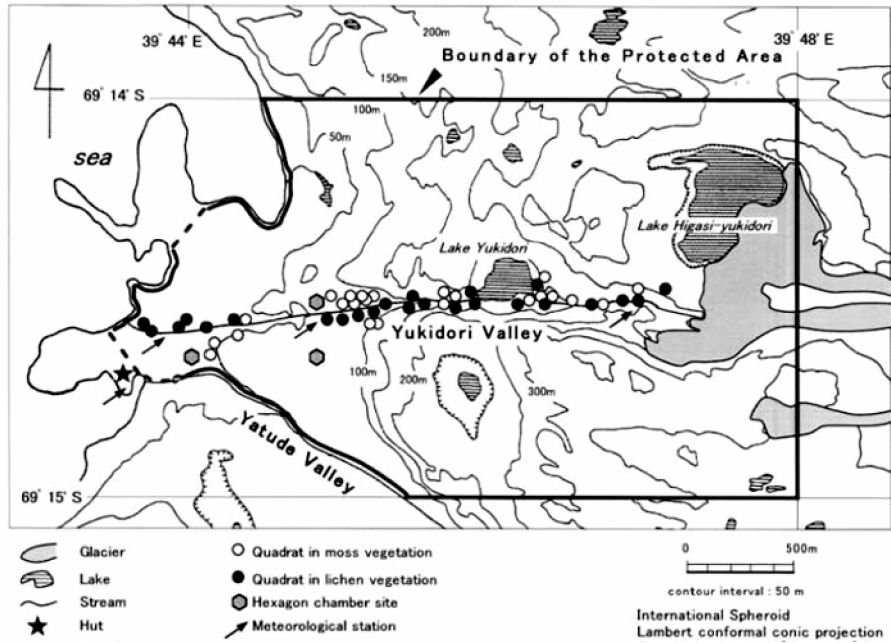 39° 44′ E
200m
39° 48′ E
Boundary of the Protected Area
150m
69° 14′ S
100m
50m
sea
Lake Higasi-yukidori
Lake Yukidori
Yukidori Valley
100m
200m
300m
Yatude Valley
69° 15′ S
Glacier
Lake
Stream
Hut
Quadrat in moss vegetation
Quadrat in lichen vegetation
Hexagon chamber site
Meteorological station
0 500m
contour interval : 50 m
International Spheroid
Lambert conformal conic projection